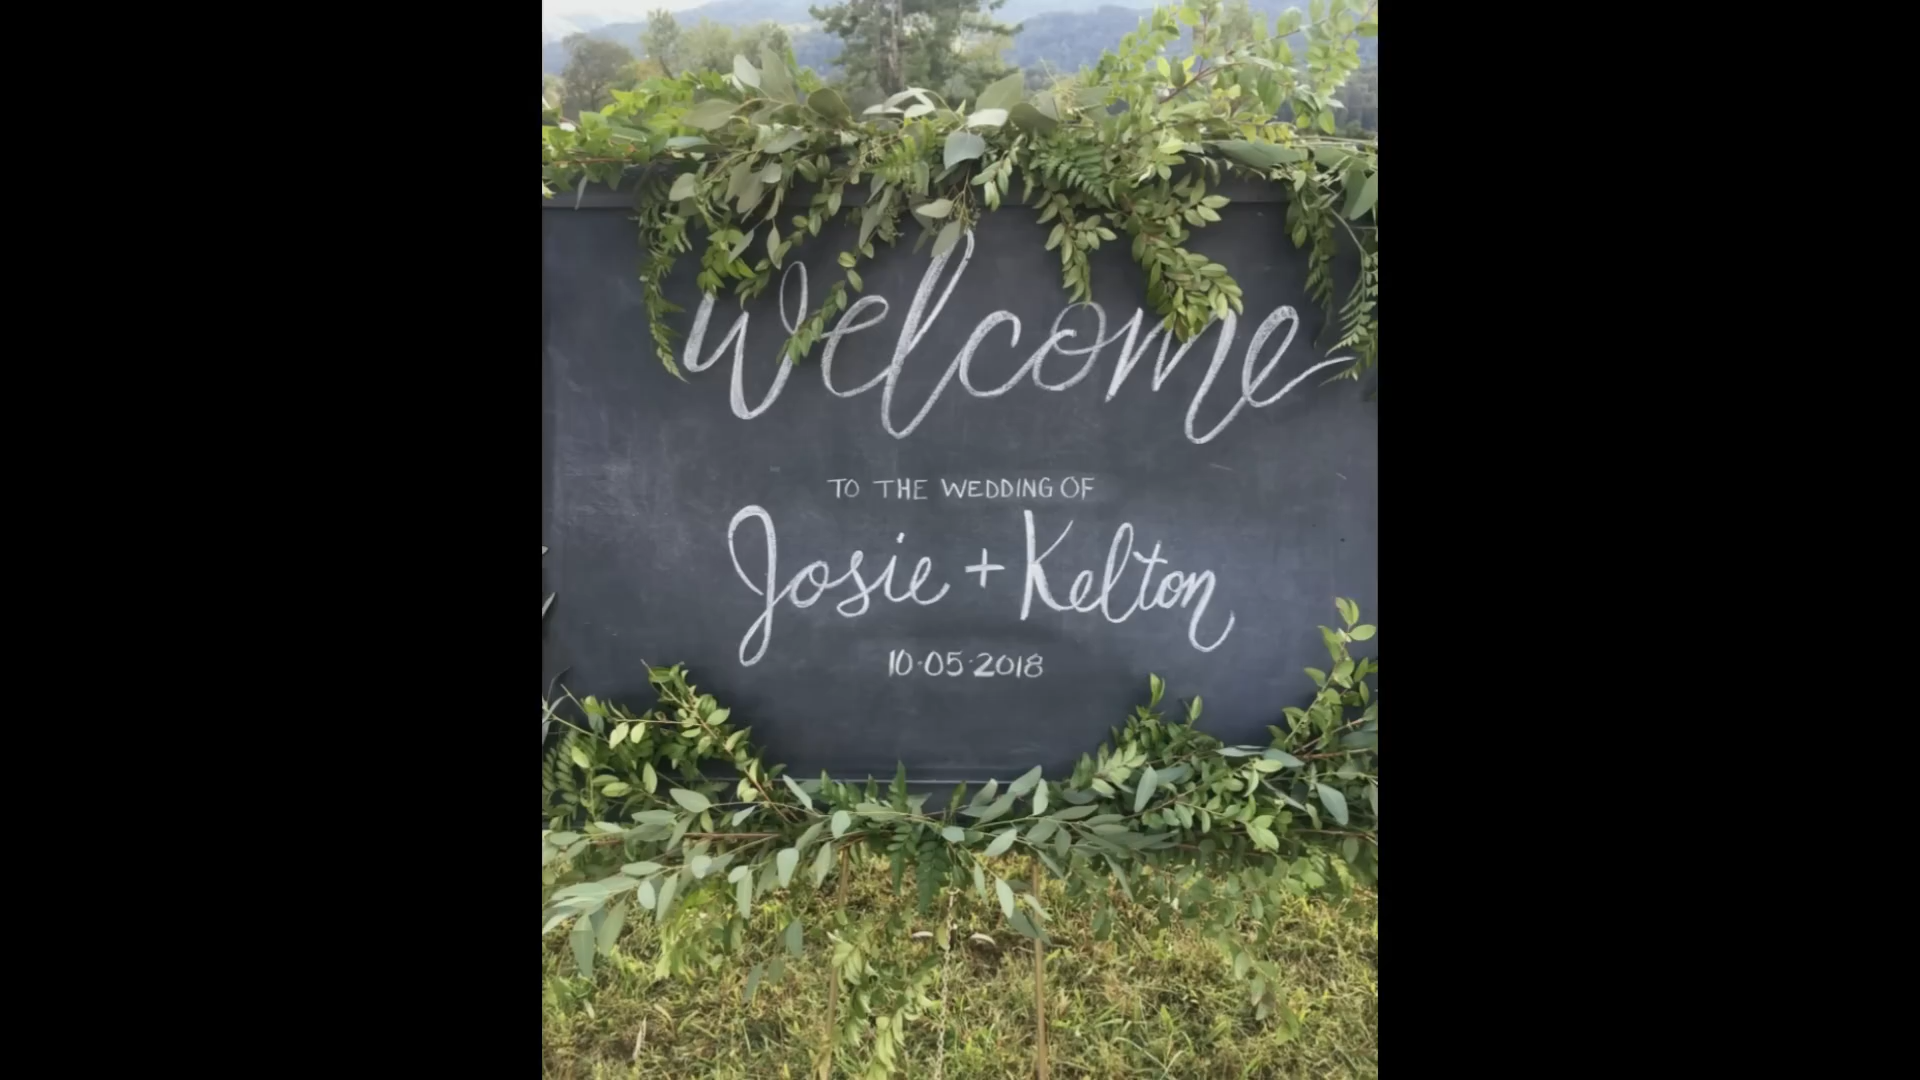 Welcome
TO THE WEDDING OF
Josie + Kelton
10·05·2018